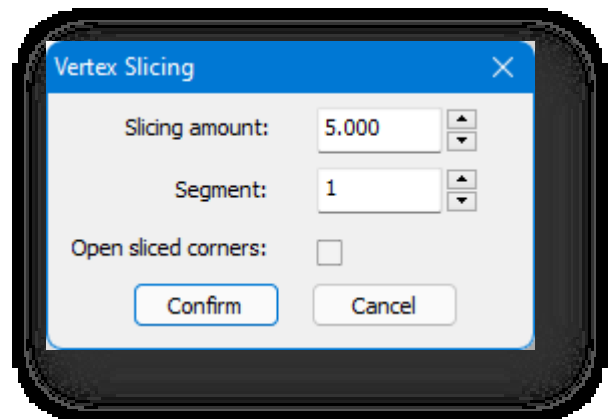 Vertex Slicing
Slicing amount: 5.000
Segment: 1
Open sliced corners:
Confirm Cancel